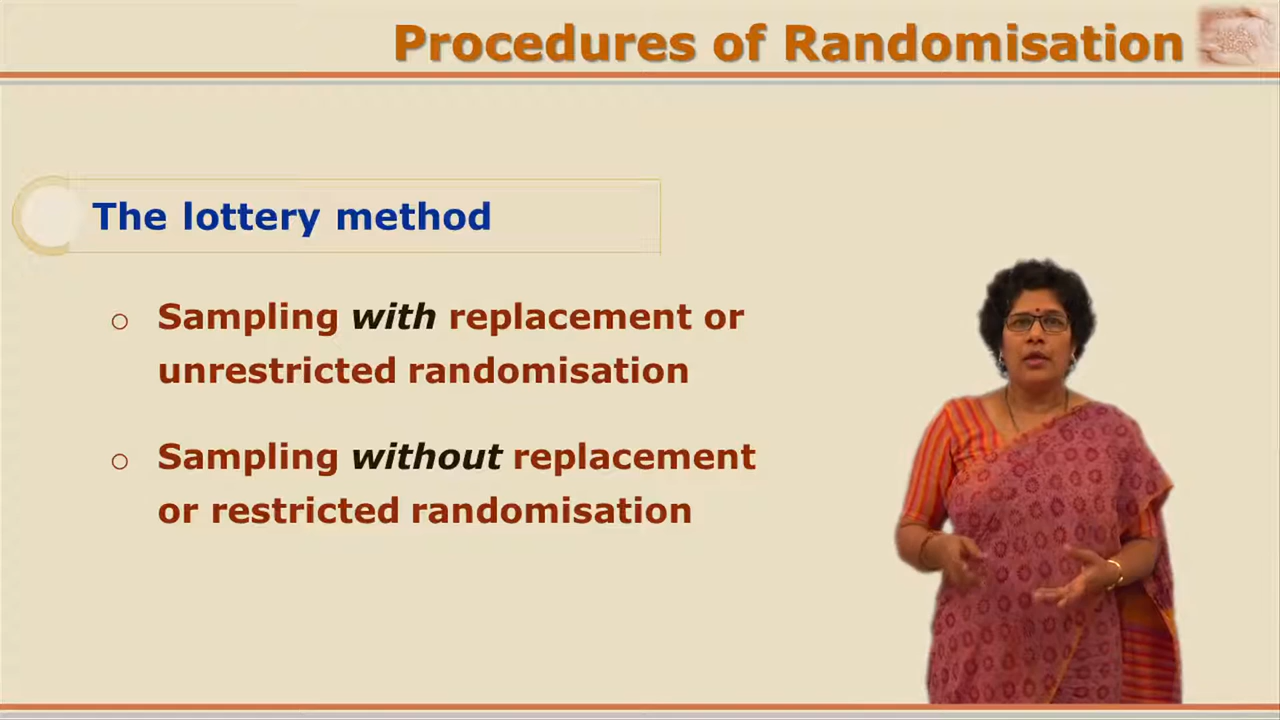 Procedures of Randomisation
The lottery method
Sampling with replacement or
unrestricted randomisation
Sampling without replacement
or restricted randomisation